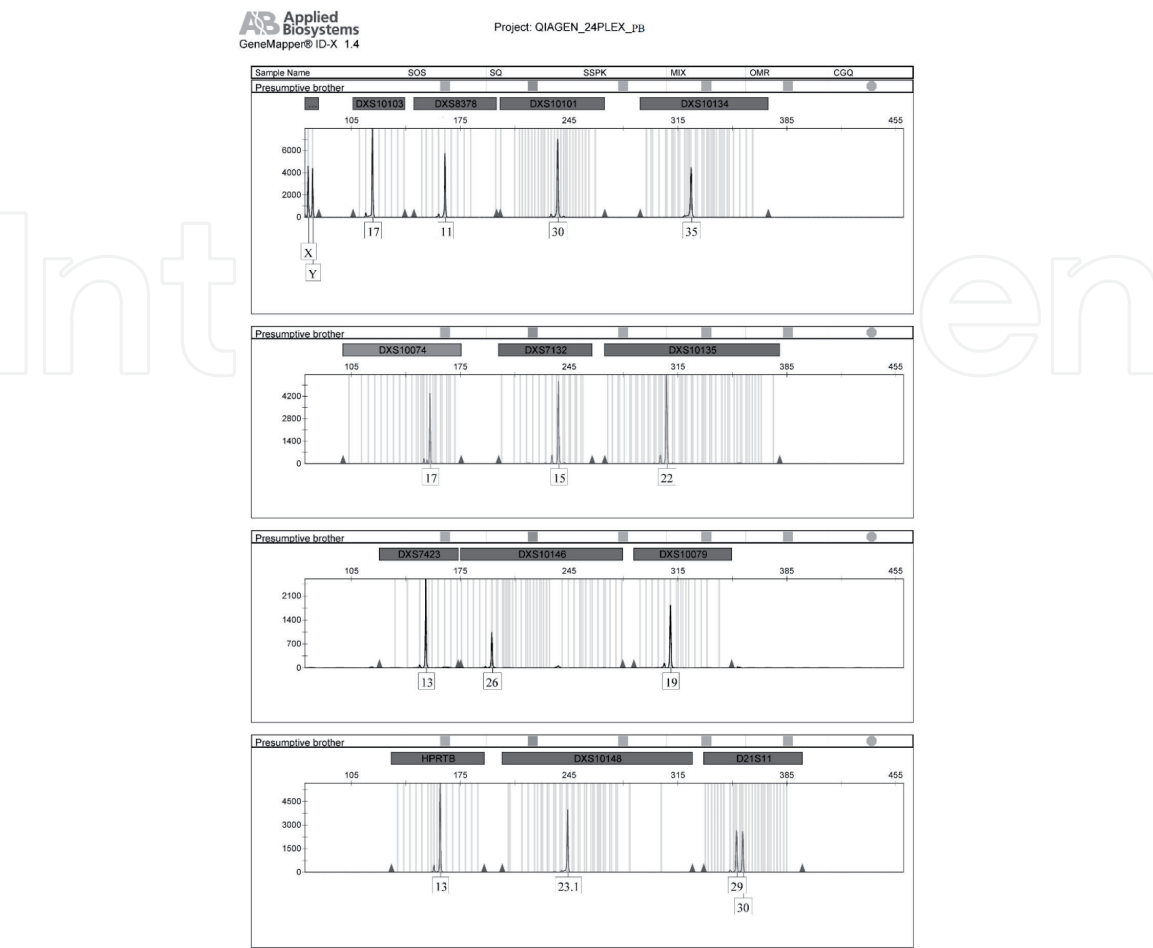 AB Applied
Biosystems
GeneMapper® ID-X 1.4
Project: QIAGEN_24PLEX_PB
Sample Name SOS SQ SSPK MIX OMR CGQ
Presumptive brother
... DXS10103 DXS8378 DXS10101 DXS10134
105 175 245 315 385 455
6000
4000
2000
0
17 11 30 35
X
Y
Presumptive brother
DXS10074 DXS7132 DXS10135
105 175 245 315 385 455
4200
2800
1400
0
17 15 22
Presumptive brother
DXS7423 DXS10146 DXS10079
105 175 245 315 385 455
2100
1400
700
0
13 26 19
Presumptive brother
HPRTB DXS10148 D21S11
105 175 245 315 385 455
4500
3000
1500
0
13 23.1 29
30